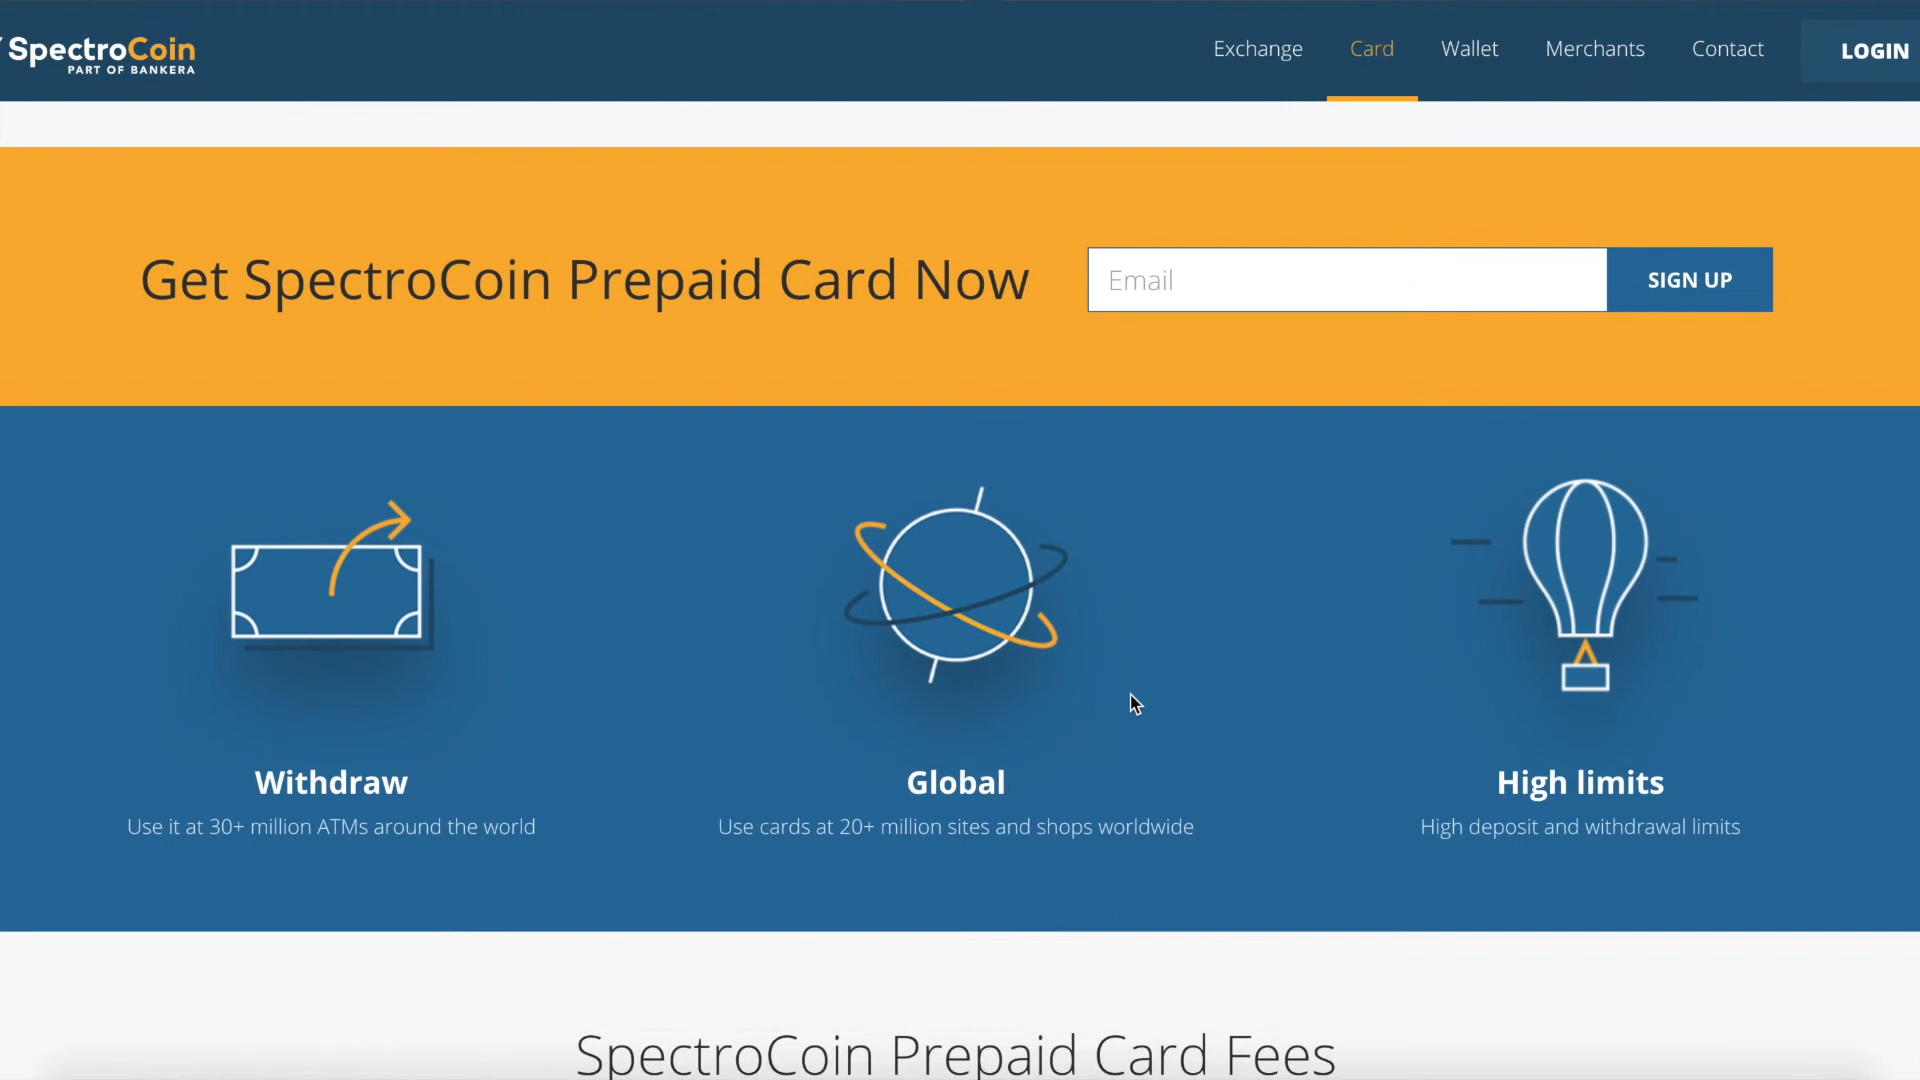 SpectroCoin
PART OF BANKERA
Exchange
Card
Wallet
Merchants
Contact
LOGIN
Get SpectroCoin Prepaid Card Now
Email
SIGN UP
Withdraw
Use it at 30+ million ATMs around the world
Global
Use cards at 20+ million sites and shops worldwide
High limits
High deposit and withdrawal limits
SpectroCoin Prepaid Card Fees